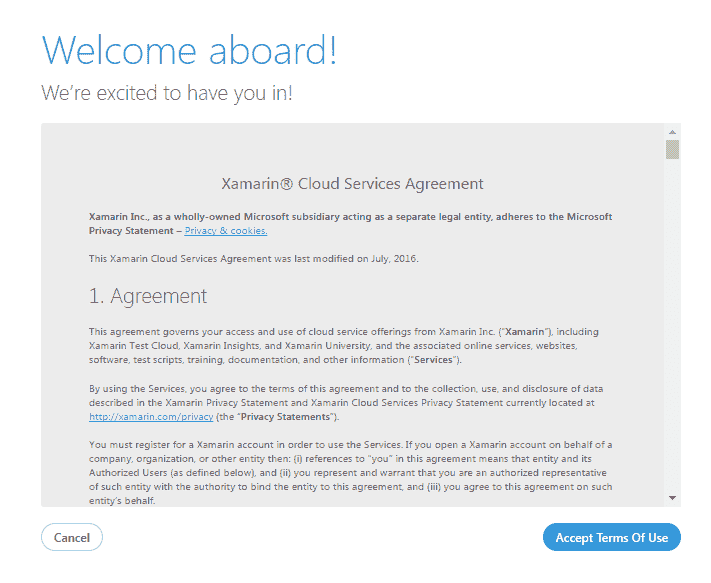 Welcome aboard!
We're excited to have you in!
Xamarin® Cloud Services Agreement
Xamarin Inc., as a wholly-owned Microsoft subsidiary acting as a separate legal entity, adheres to the Microsoft
Privacy Statement – Privacy & cookies.
This Xamarin Cloud Services Agreement was last modified on July, 2016.
1. Agreement
This agreement governs your access and use of cloud service offerings from Xamarin Inc. ("Xamarin"), including
Xamarin Test Cloud, Xamarin Insights, and Xamarin University, and the associated online services, websites,
software, test scripts, training, documentation, and other information ("Services").
By using the Services, you agree to the terms of this agreement and to the collection, use, and disclosure of data
described in the Xamarin Privacy Statement and Xamarin Cloud Services Privacy Statement currently located at
http://xamarin.com/privacy (the "Privacy Statements").
You must register for a Xamarin account in order to use the Services. If you open a Xamarin account on behalf of a
company, organization, or other entity then: (i) references to "you" in this agreement means that entity and its
Authorized Users (as defined below), and (ii) you represent and warrant that you are an authorized representative
of such entity with the authority to bind the entity to this agreement, and (iii) you agree to this agreement on such
entity's behalf.
Cancel
Accept Terms Of Use